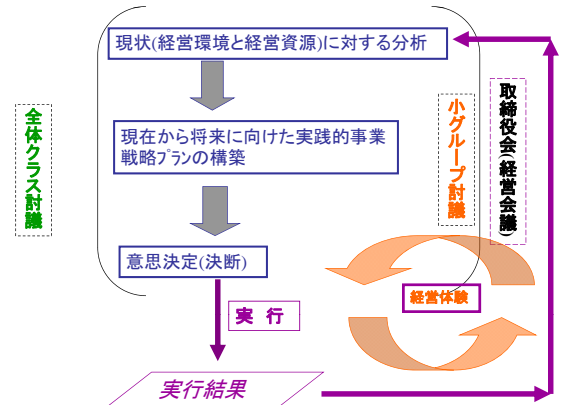 現状(経営環境と経営資源)に対する分析
全体クラス討議
現在から将来に向けた実践的事業
戦略プランの構築
小グループ討議
取締役会(経営会議)
意思決定(決断)
経営体験
実 行
実行結果